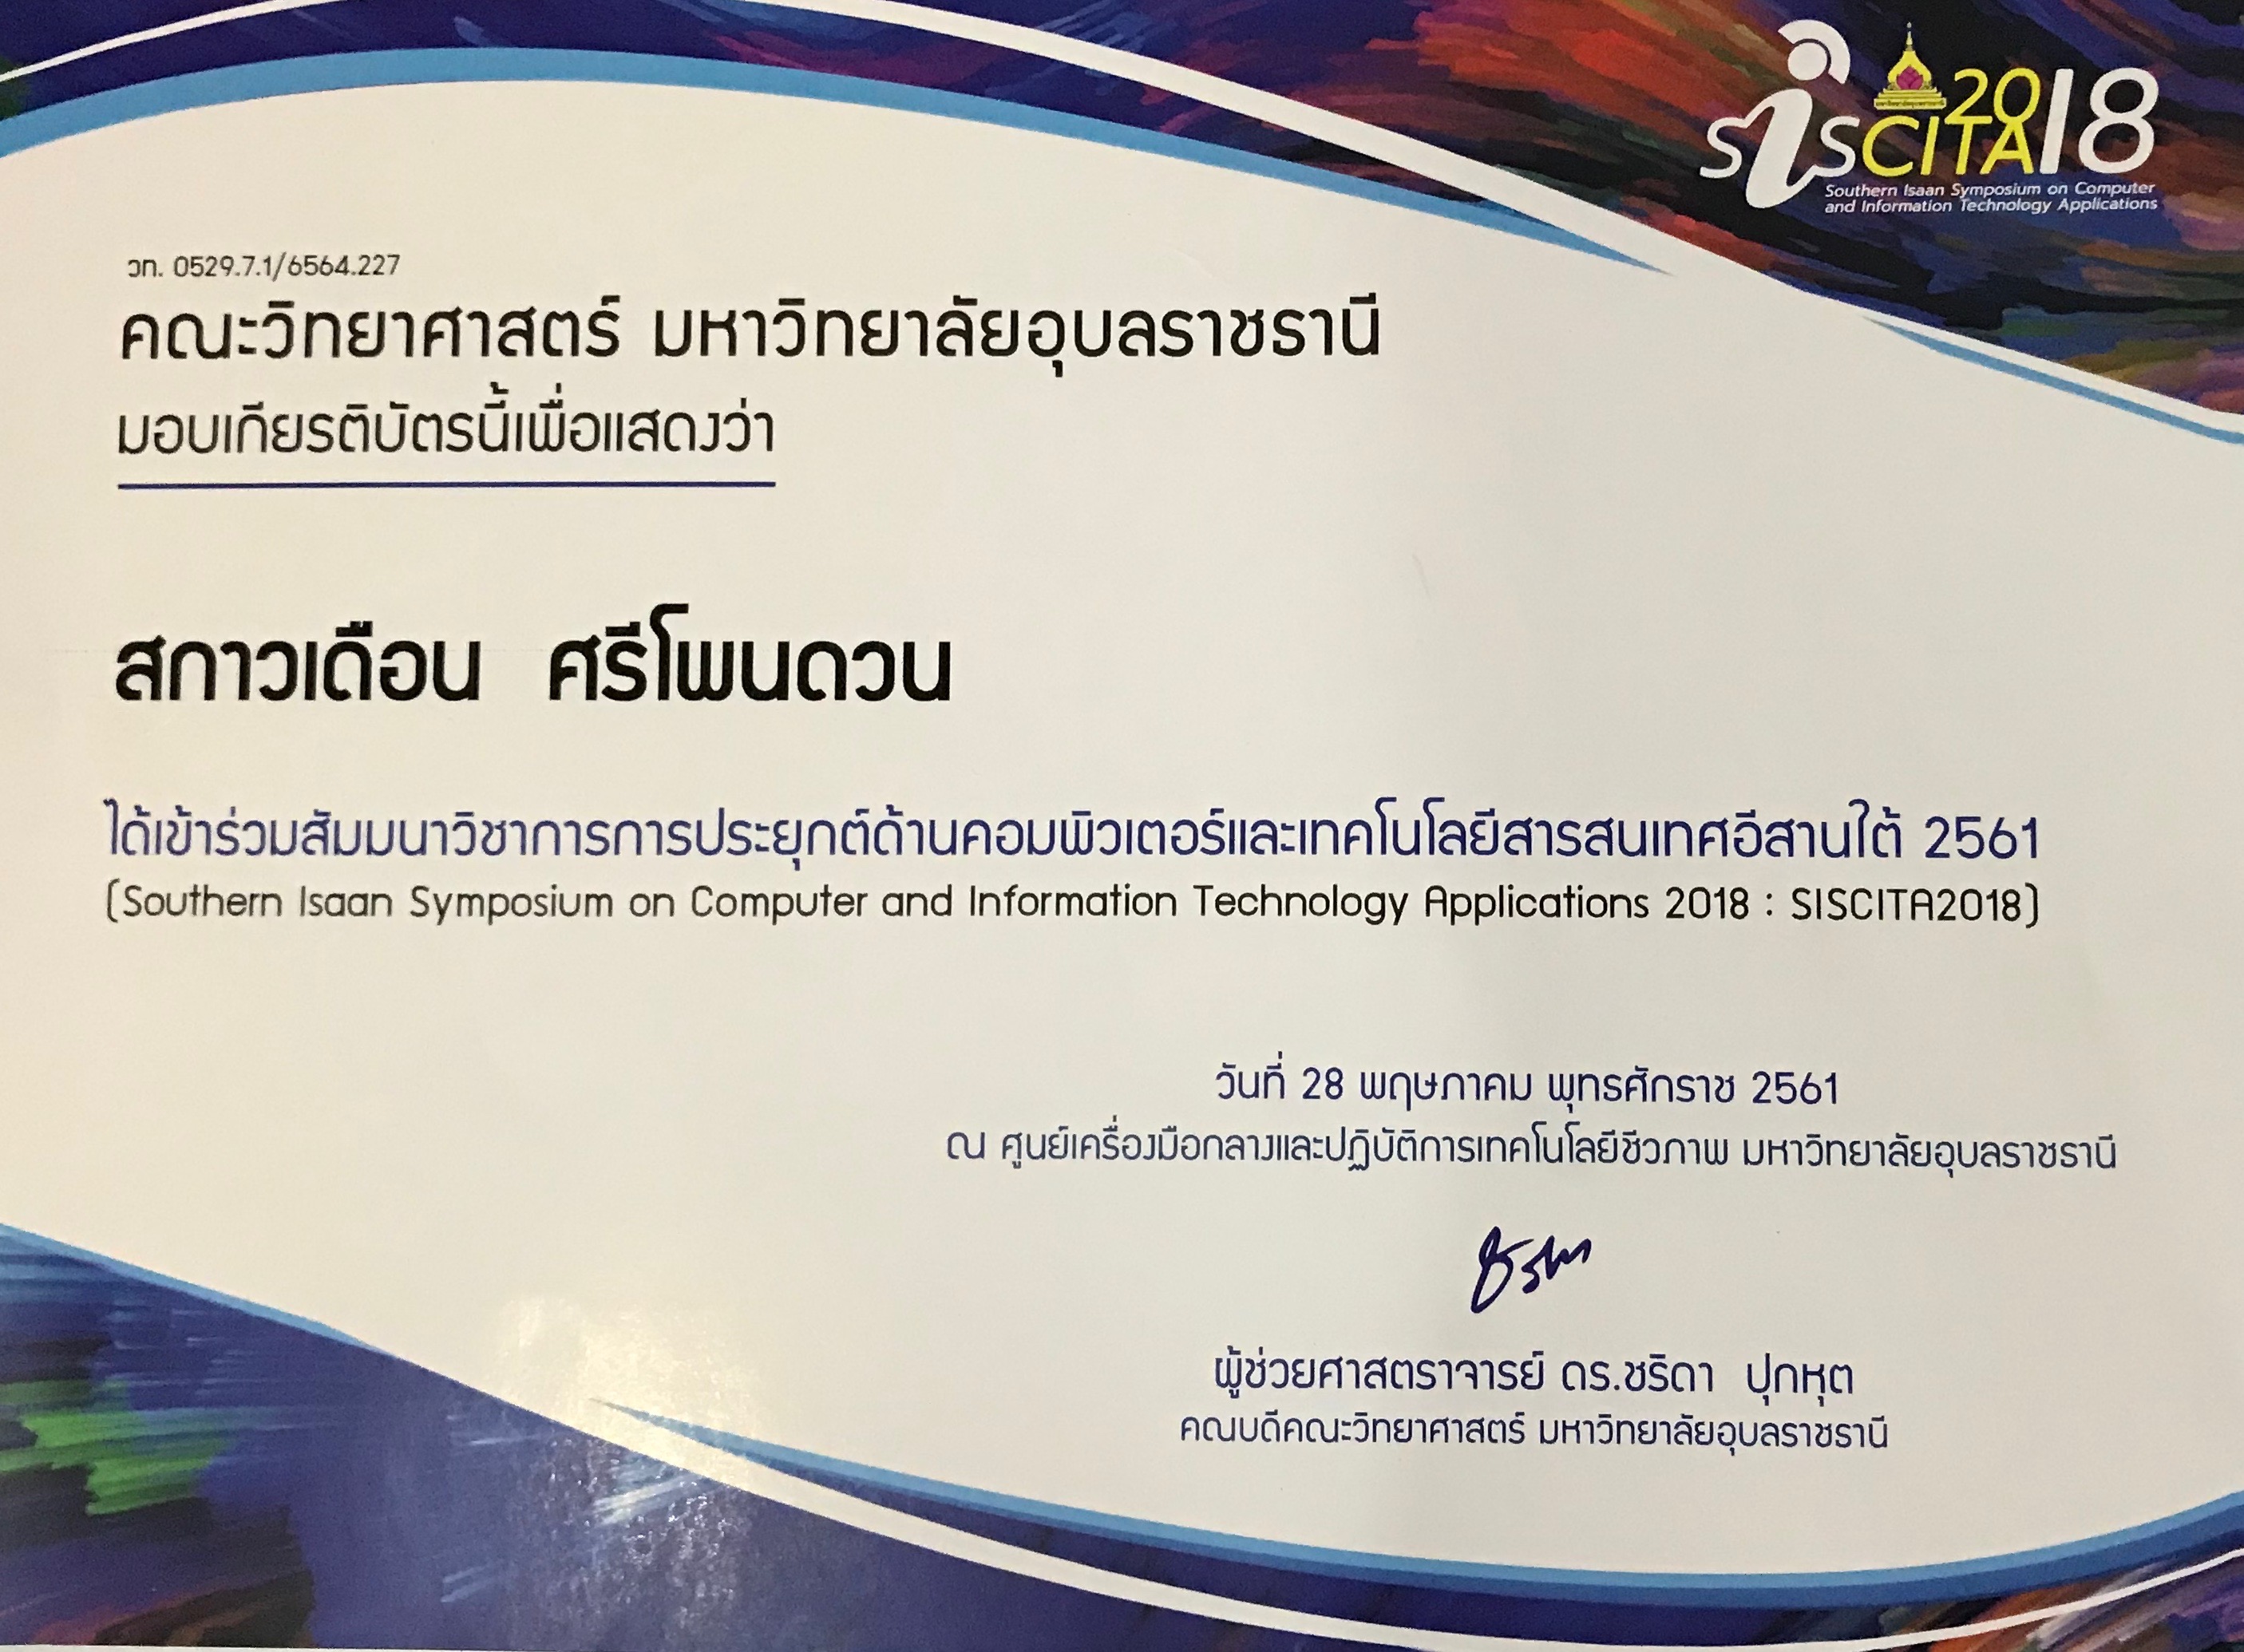 SISCITA 2018
Southern Isaan Symposium on Computer
and Information Technology Applications
วท. 0529.7.1/6564.227
คณะวิทยาศาสตร์ มหาวิทยาลัยอุบลราชธานี
มอบเกียรติบัตรนี้เพื่อแสดงว่า
สกาวเดือน ศรีโพนดวน
ได้เข้าร่วมสัมมนาวิชาการการประยุกต์ด้านคอมพิวเตอร์และเทคโนโลยีสารสนเทศอีสานใต้ 2561
(Southern Isaan Symposium on Computer and Information Technology Applications 2018 : SISCITA2018)
วันที่ 28 พฤษภาคม พุทธศักราช 2561
ณ ศูนย์เครื่องมือกลางและปฏิบัติการเทคโนโลยีชีวภาพ มหาวิทยาลัยอุบลราชธานี
ผู้ช่วยศาสตราจารย์ ดร.ชริดา ปุกหุต
คณบดีคณะวิทยาศาสตร์ มหาวิทยาลัยอุบลราชธานี